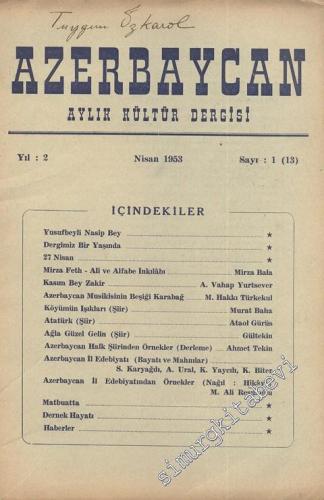 Tuygun Özkarol
AZERBAYCAN
AYLIK KÜLTÜR DERGİSİ
Yıl : 2 Nisan 1953 Sayı : 1 (13)
İÇİNDEKİLER
Yusufbeyli Nasip Bey ★
Dergimiz Bir Yaşında ★
27 Nisan ★
Mirza Feth - Ali ve Alfabe İnkılâbı Mirza Bala
Kasım Bey Zakir A. Vahap Yurtsever
Azerbaycan Musikisinin Beşiği Karabağ M. Hakkı Türkekul
Köyümün Işıkları (Şiir) Murat Baha
Atatürk (Şiir) Ataol Gürüs
Ağla Güzel Gelin (Şiir) Gültekin
Azerbaycan Halk Şiirinden Örnekler (Derleme) Ahmet Tekin
Azerbaycan İl Edebiyatı (Bayatı ve Mahnılar)
S. Karyağdı, A. Ural, K. Yayçılı, K. Biter
Azerbaycan İl Edebiyatından Örnekler (Nağıl : Hikâye)
M. Ali
Matbuatta ★
Dernek Hayatı ★
Haberler ★
simurgkitabevi